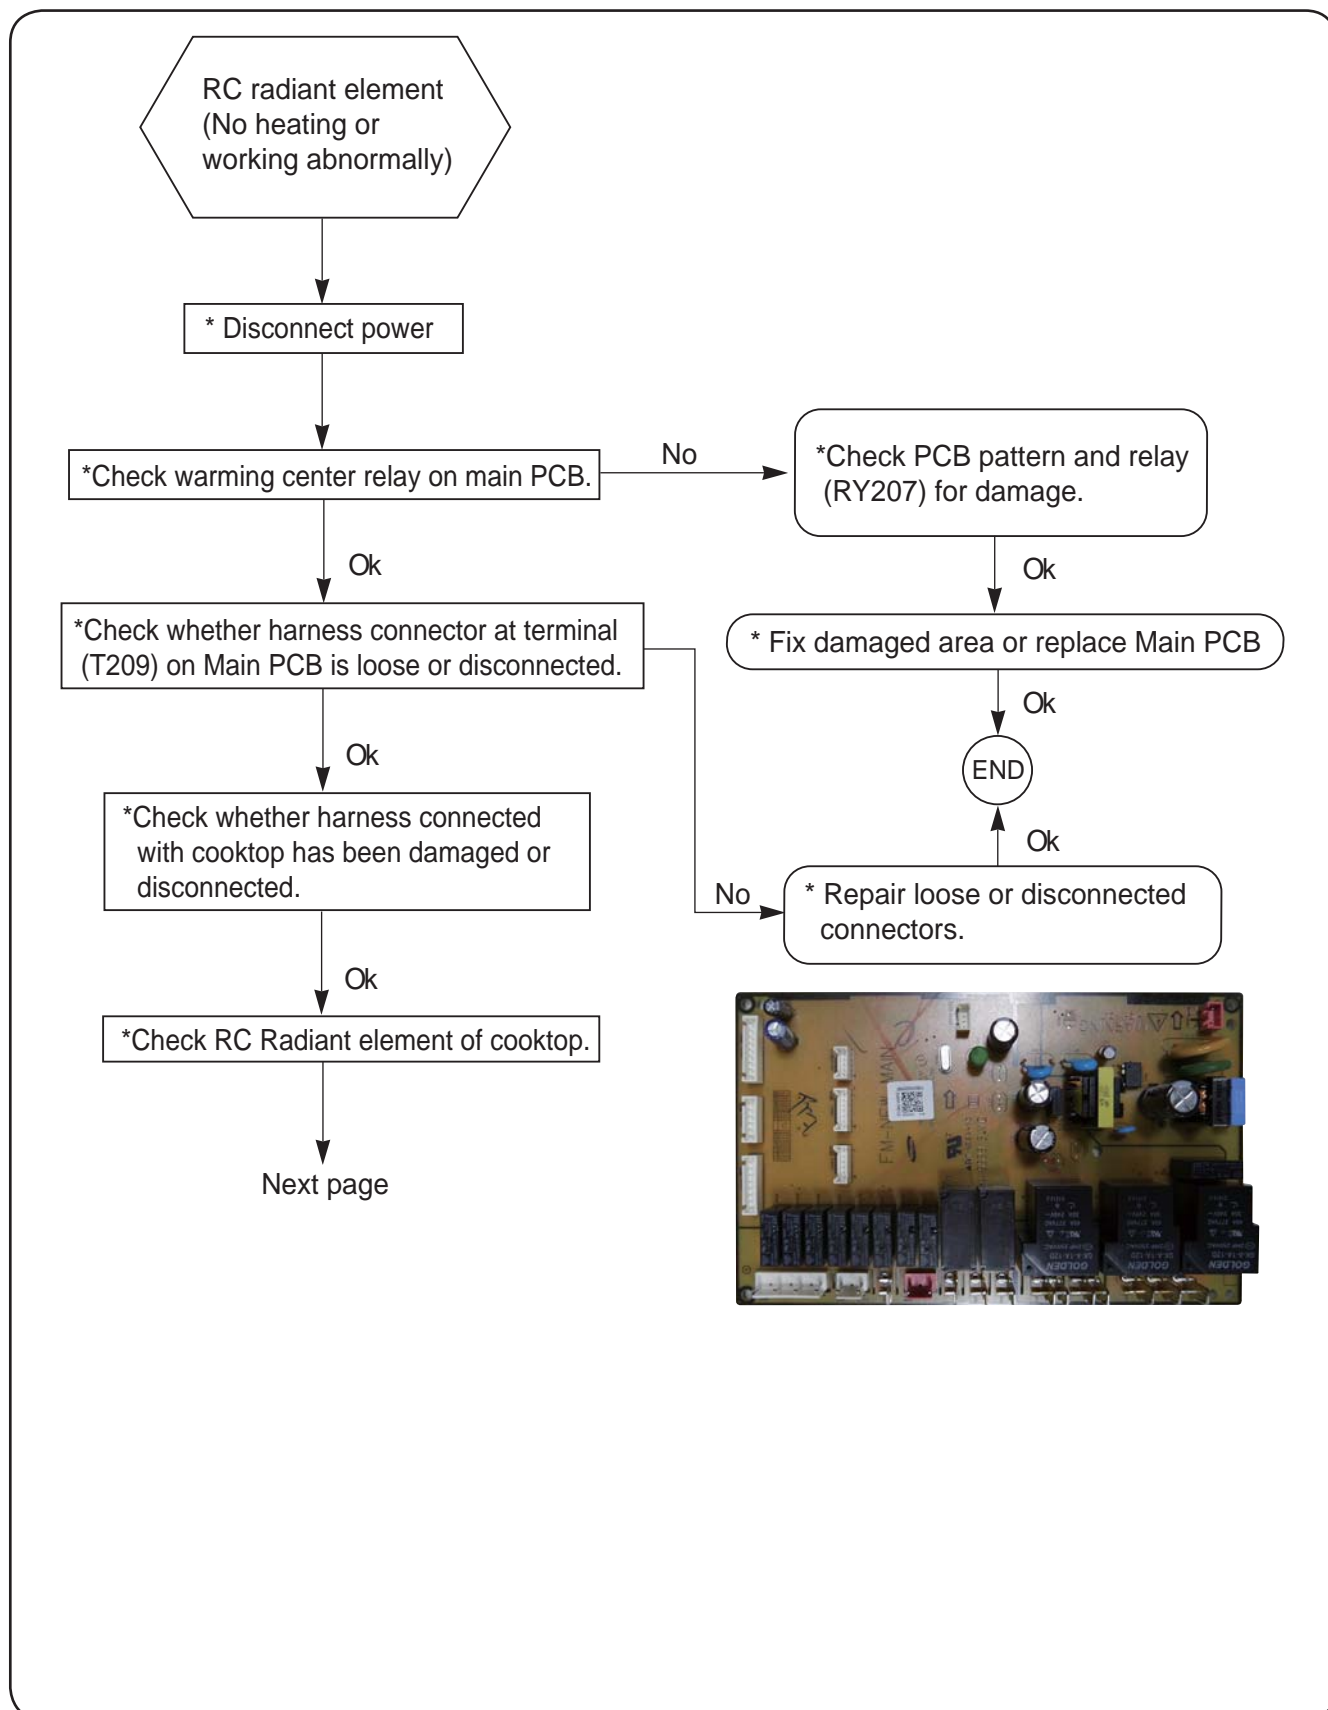 RC radiant element
(No heating or
working abnormally)
* Disconnect power
*Check warming center relay on main PCB.
No
*Check PCB pattern and relay
(RY207) for damage.
Ok
Ok
*Check whether harness connector at terminal
(T209) on Main PCB is loose or disconnected.
* Fix damaged area or replace Main PCB
Ok
Ok
END
*Check whether harness connected
with cooktop has been damaged or
disconnected.
Ok
No
* Repair loose or disconnected
connectors.
Ok
*Check RC Radiant element of cooktop.
Next page
FM-NEW MAIN
WARNING
GOLDEN
GOLDEN
GOLDEN